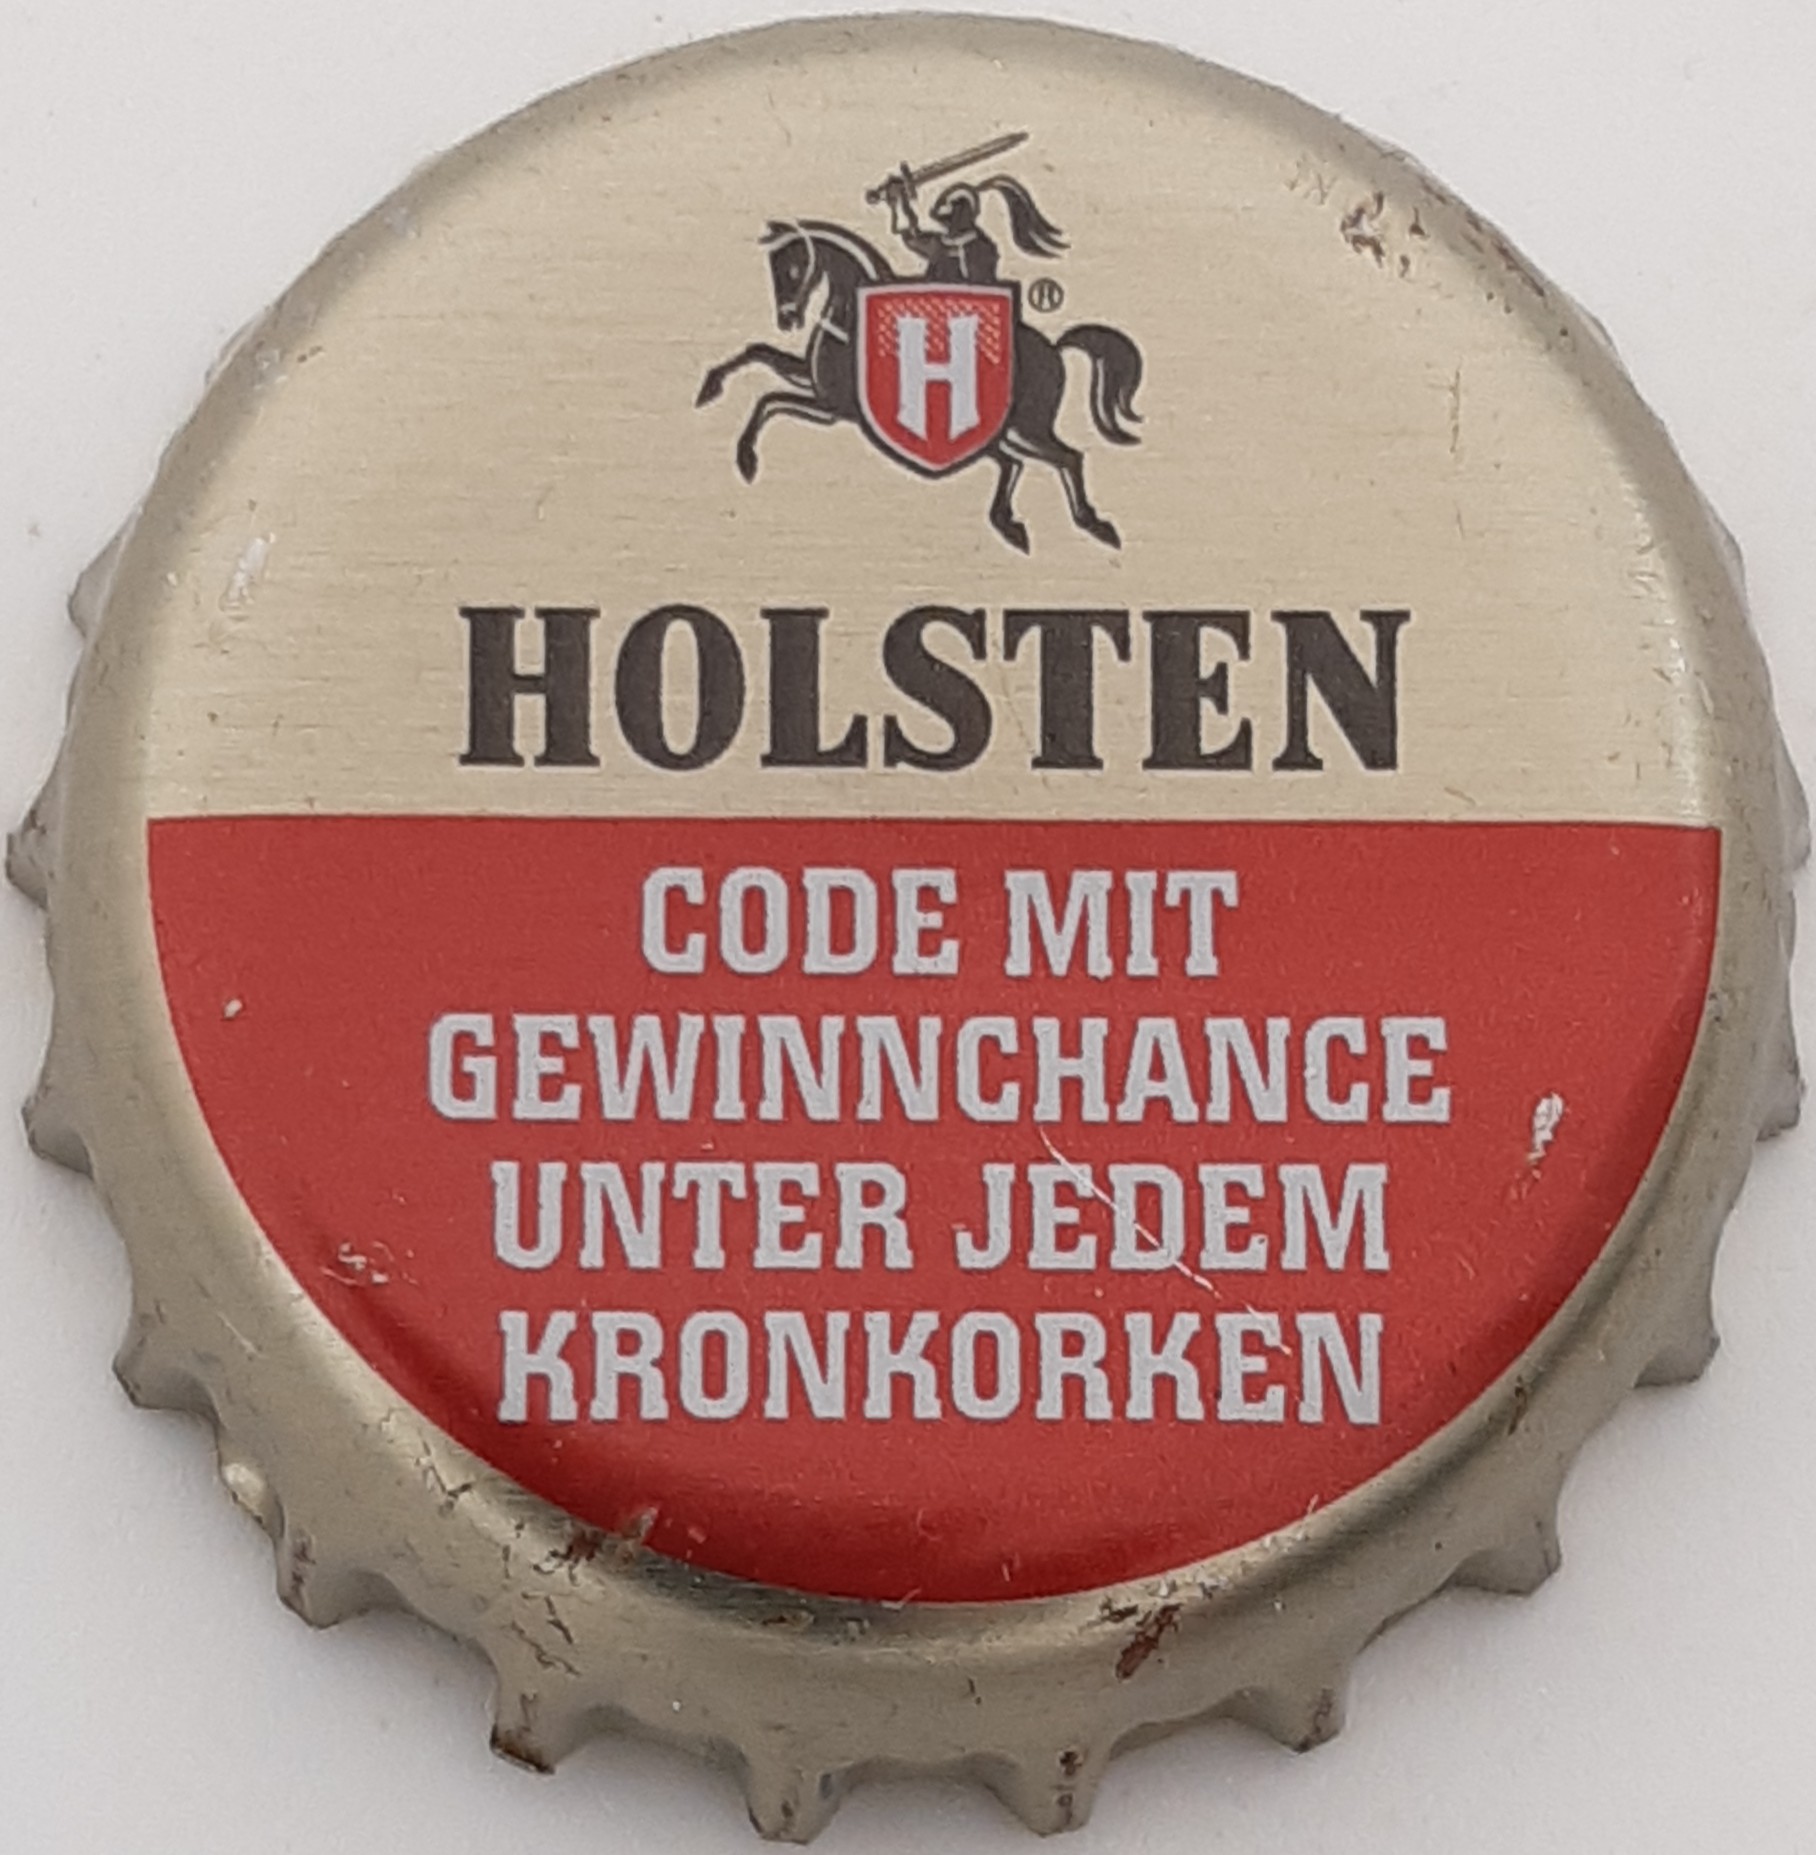 H ®
HOLSTEN
CODE MIT
GEWINNCHANCE
UNTER JEDEM
KRONKORKEN